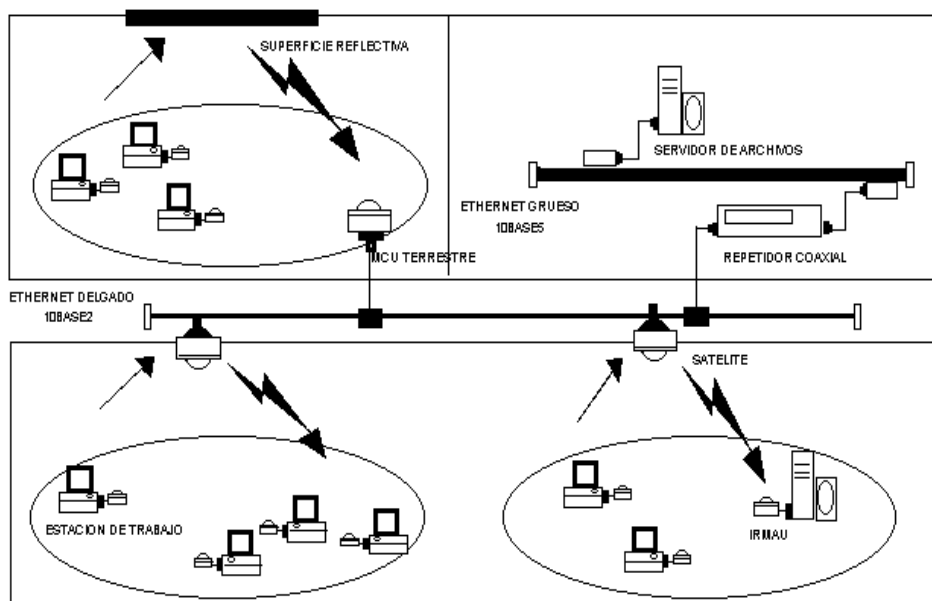 SUPERFICIE REFLECTIVA
SERVIDOR DE ARCHIVOS
ETHERNET GRUESO
10BASE5
MCU TERRESTRE
REPETIDOR COAXIAL
ETHERNET DELGADO
10BASE2
SATELITE
ESTACION DE TRABAJO
IRMAU